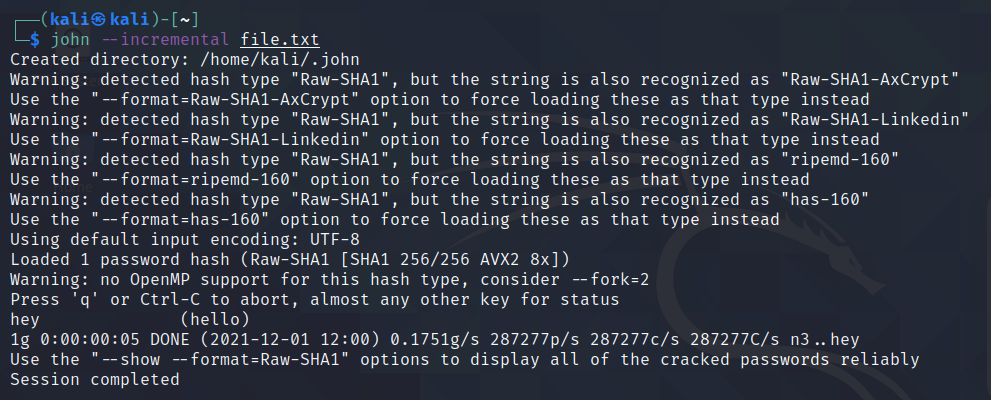 ┌──(kali㉿kali)-[~]
└─$ john --incremental file.txt
Created directory: /home/kali/.john
Warning: detected hash type "Raw-SHA1", but the string is also recognized as "Raw-SHA1-AxCrypt"
Use the "--format=Raw-SHA1-AxCrypt" option to force loading these as that type instead
Warning: detected hash type "Raw-SHA1", but the string is also recognized as "Raw-SHA1-Linkedin"
Use the "--format=Raw-SHA1-Linkedin" option to force loading these as that type instead
Warning: detected hash type "Raw-SHA1", but the string is also recognized as "ripemd-160"
Use the "--format=ripemd-160" option to force loading these as that type instead
Warning: detected hash type "Raw-SHA1", but the string is also recognized as "has-160"
Use the "--format=has-160" option to force loading these as that type instead
Using default input encoding: UTF-8
Loaded 1 password hash (Raw-SHA1 [SHA1 256/256 AVX2 8x])
Warning: no OpenMP support for this hash type, consider --fork=2
Press 'q' or Ctrl-C to abort, almost any other key for status
hey              (hello)
1g 0:00:00:05 DONE (2021-12-01 12:00) 0.1751g/s 287277p/s 287277c/s 287277C/s n3..hey
Use the "--show --format=Raw-SHA1" options to display all of the cracked passwords reliably
Session completed